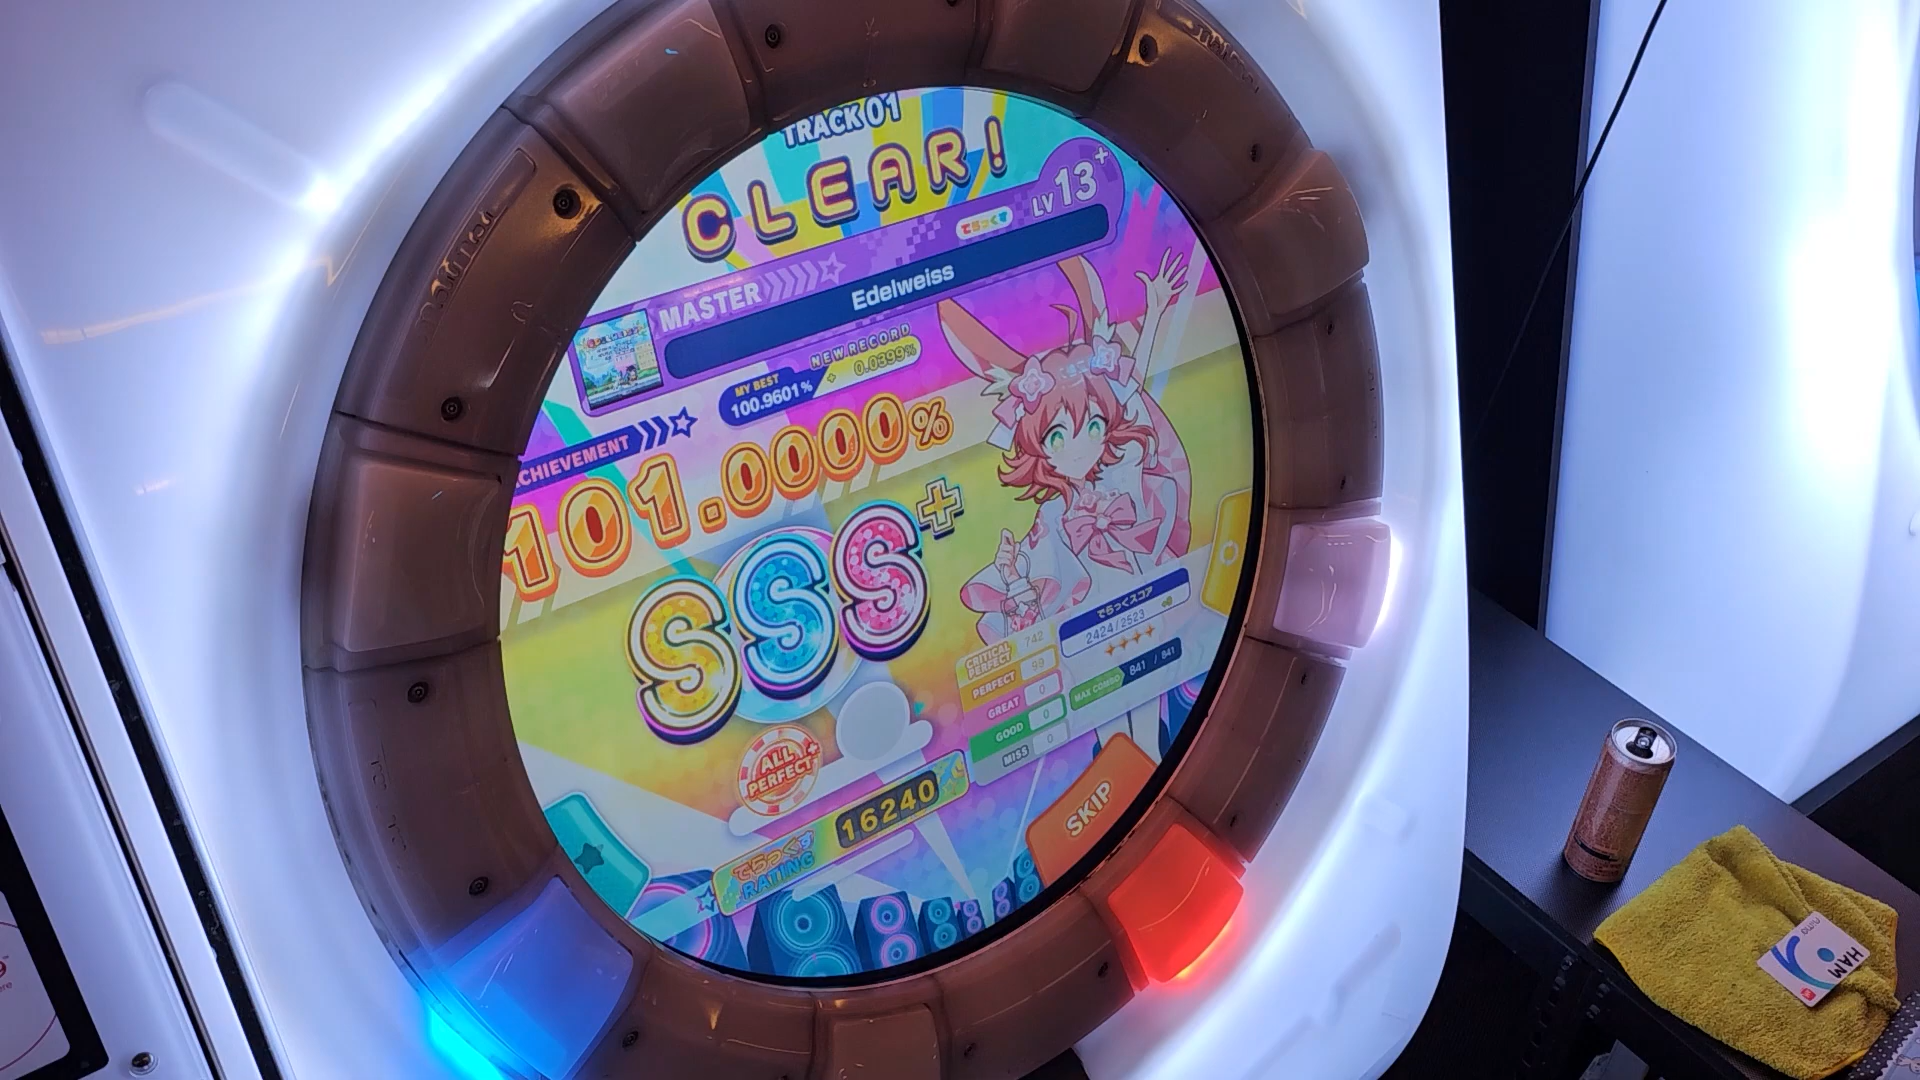 TRACK 01
CLEAR!
LV 13+
でらっくす
MASTER
Edelweiss
NEW RECORD
MY BEST
100.9601%
+ 0.0399%
ACHIEVEMENT
101.0000%
SSS+
でらっくスコア
2424 / 2523
CRITICAL PERFECT 742
PERFECT 99
GREAT 0
GOOD 0
MISS 0
MAX COMBO 841 / 841
ALL PERFECT+
でらっくす RATING 16240
SKIP
HAM